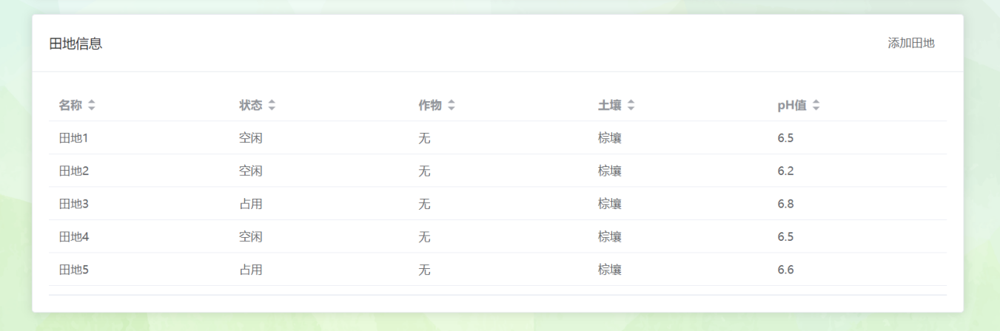 田地信息 添加田地
名称 状态 作物 土壤 pH值
田地1 空闲 无 棕壤 6.5
田地2 空闲 无 棕壤 6.2
田地3 占用 无 棕壤 6.8
田地4 空闲 无 棕壤 6.5
田地5 占用 无 棕壤 6.6